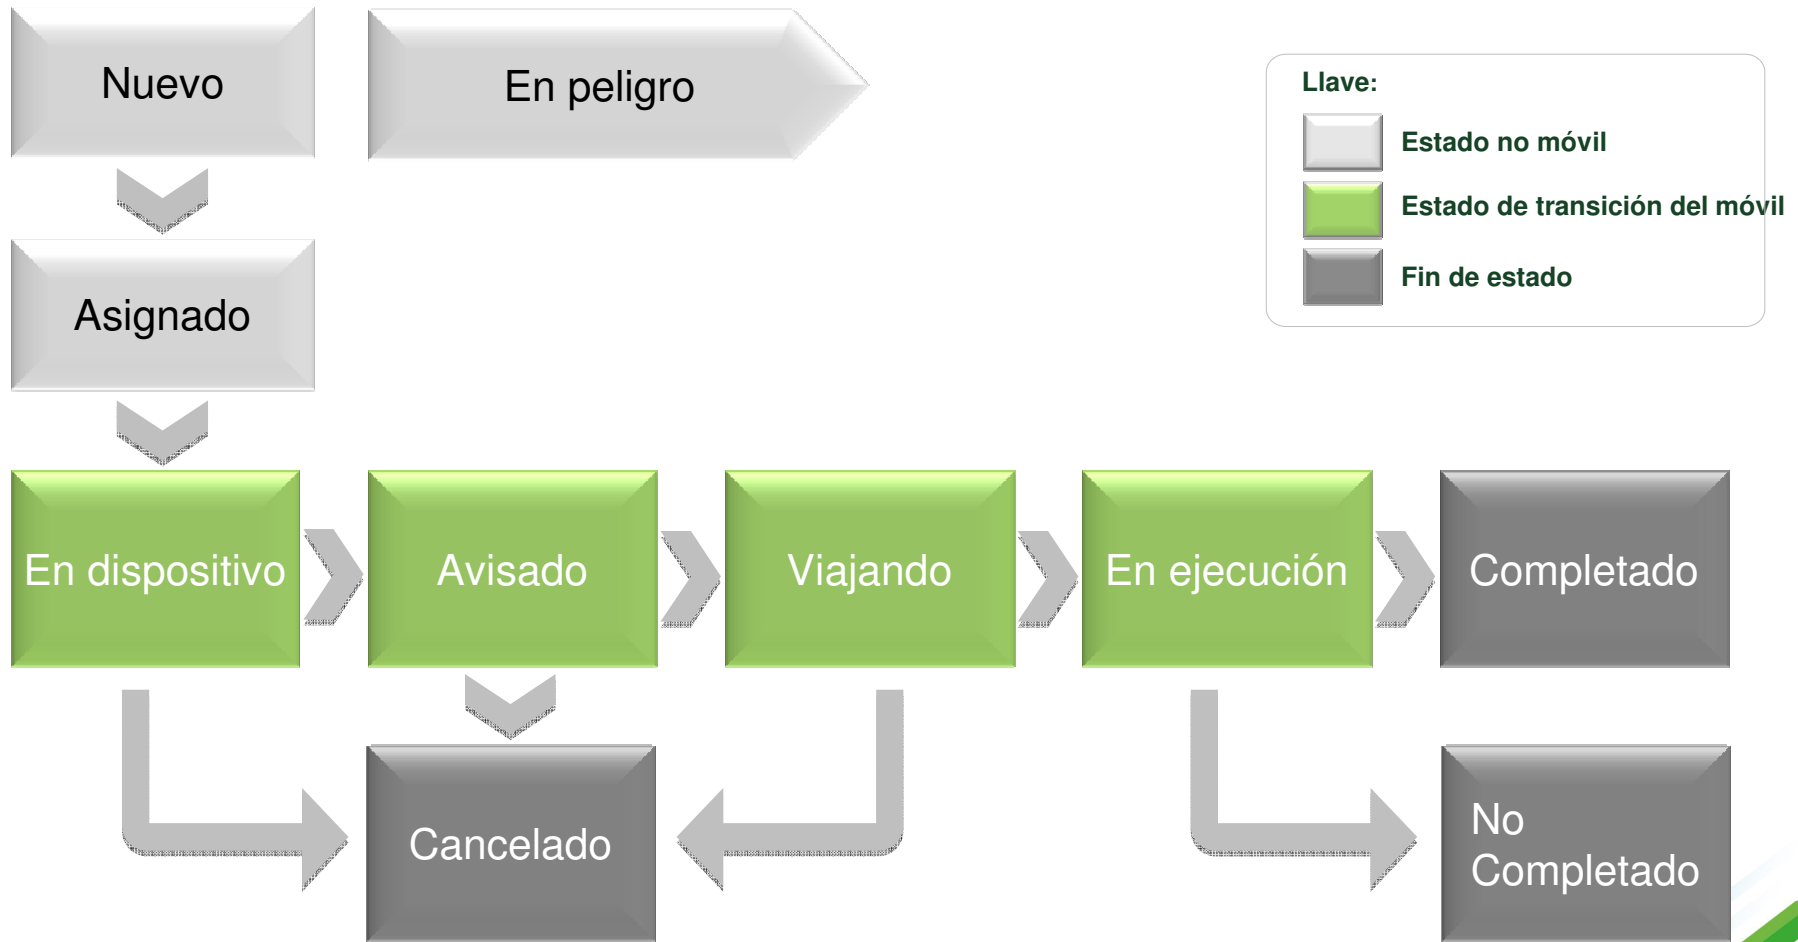 Nuevo
En peligro
Llave:
Estado no móvil
Estado de transición del móvil
Fin de estado
Asignado
En dispositivo
Avisado
Viajando
En ejecución
Completado
Cancelado
No
Completado